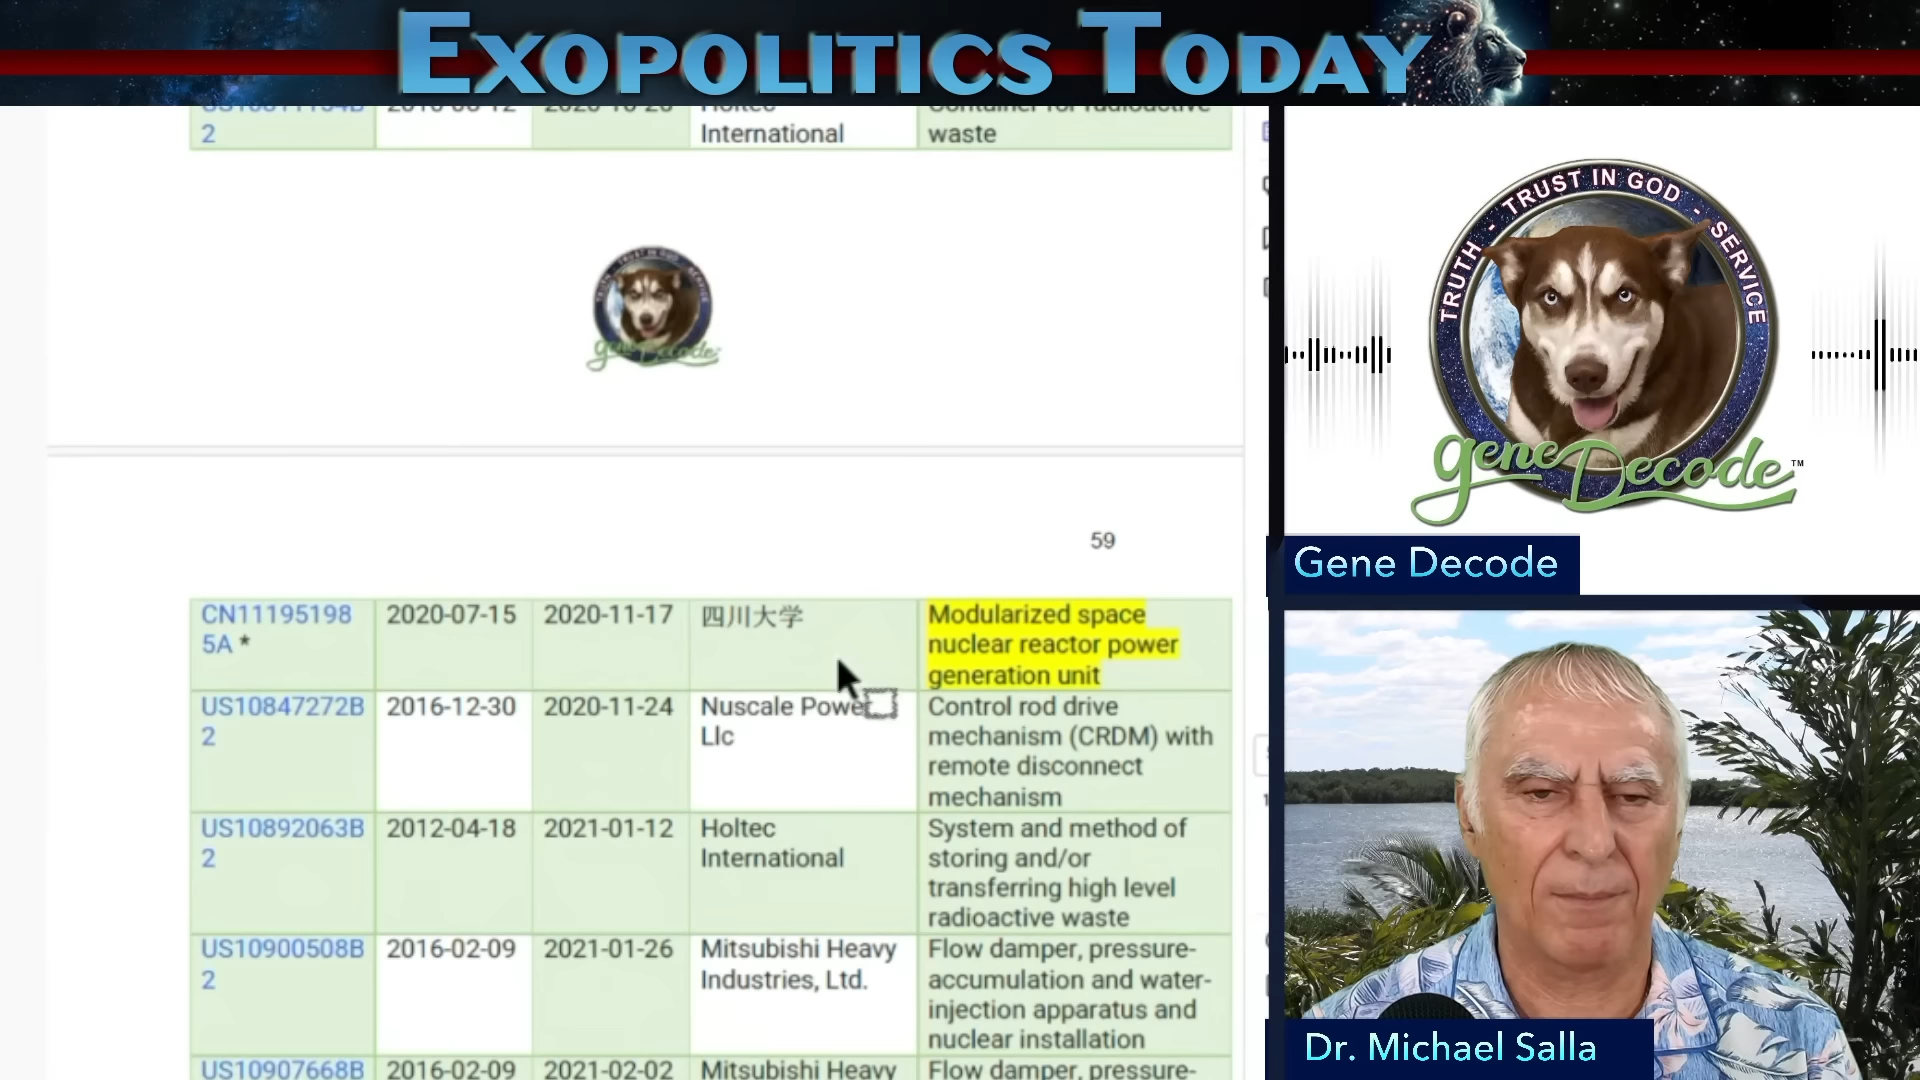 EXOPOLITICS TODAY
2 International waste
59
CN11195198 2020-07-15 2020-11-17 四川大学 Modularized space
5A * nuclear reactor power
generation unit
US10847272B 2016-12-30 2020-11-24 Nuscale Power Control rod drive
2 Llc mechanism (CRDM) with
remote disconnect
mechanism
US10892063B 2012-04-18 2021-01-12 Holtec System and method of
2 International storing and/or
transferring high level
radioactive waste
US10900508B 2016-02-09 2021-01-26 Mitsubishi Heavy Flow damper, pressure-
2 Industries, Ltd. accumulation and water-
injection apparatus and
nuclear installation
US10907668B 2016-02-09 2021-02-02 Mitsubishi Heavy Flow damper, pressure-
TRUTH - TRUST IN GOD - SERVICE
geneDecode™
Gene Decode
Dr. Michael Salla